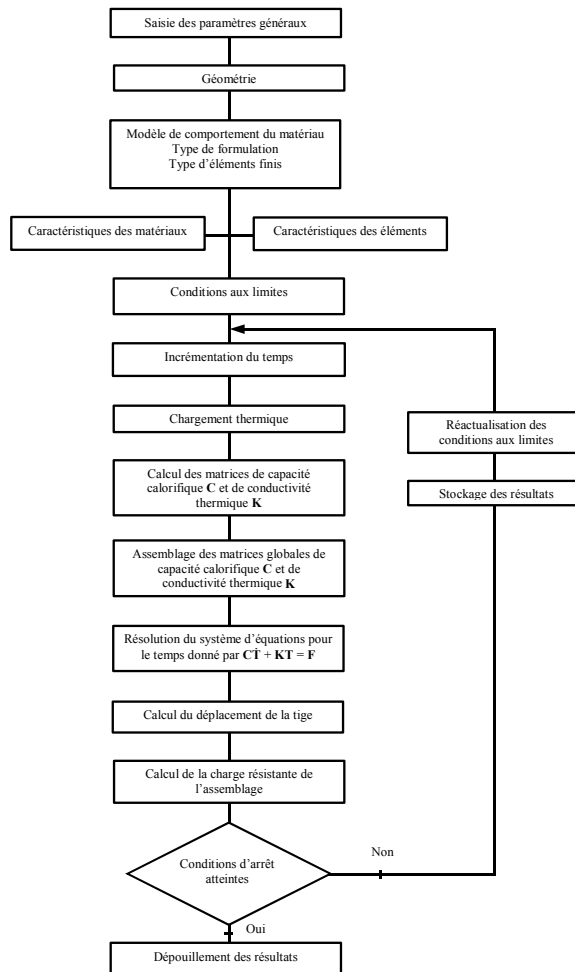 Saisie des paramètres généraux
Géométrie
Modèle de comportement du matériau
Type de formulation
Type d'éléments finis
Caractéristiques des matériaux
Caractéristiques des éléments
Conditions aux limites
Incrémentation du temps
Chargement thermique
Réactualisation des
conditions aux limites
Calcul des matrices de capacité
calorifique C et de conductivité
thermique K
Stockage des résultats
Assemblage des matrices globales de
capacité calorifique C et de
conductivité thermique K
Résolution du système d'équations pour
le temps donné par CṪ + KT = F
Calcul du déplacement de la tige
Calcul de la charge résistante de
l'assemblage
Conditions d'arrêt
atteintes
Non
Oui
Dépouillement des résultats